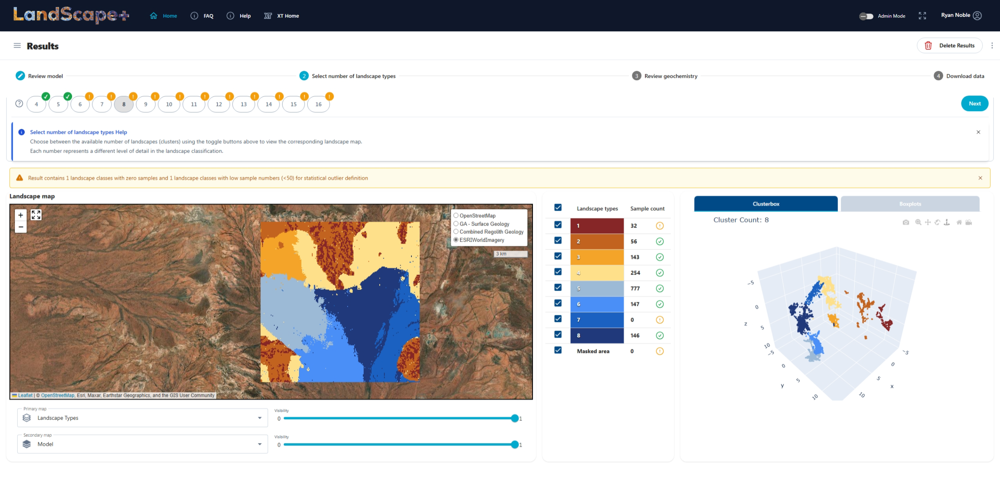 LandScape+
Home
FAQ
Help
XT Home
Admin Mode
Ryan Noble
Results
Delete Results
Review model
2 Select number of landscape types
3 Review geochemistry
4 Download data
4 5 6 7 8 9 10 11 12 13 14 15 16
Next
Select number of landscape types Help
Choose between the available number of landscapes (clusters) using the toggle buttons above to view the corresponding landscape map.
Each number represents a different level of detail in the landscape classification.
Result contains 1 landscape classes with zero samples and 1 landscape classes with low sample numbers (<50) for statistical outlier definition
Landscape map
+
−
OpenStreetMap
GA - Surface Geology
Combined Regolith Geology
ESRIWorldImagery
3 km
Leaflet | © OpenStreetMap, Esri, Maxar, Earthstar Geographics, and the GIS User Community
Primary map
Landscape Types
Visibility
0 1
Secondary map
Model
Visibility
0 1
Landscape types Sample count
1 32
2 56
3 143
4 254
5 777
6 147
7 0
8 146
Masked area 0
Clusterbox
Boxplots
Cluster Count: 8
−5
0
5
10
z
−5
0
5
10
y
−5
0
5
10
x